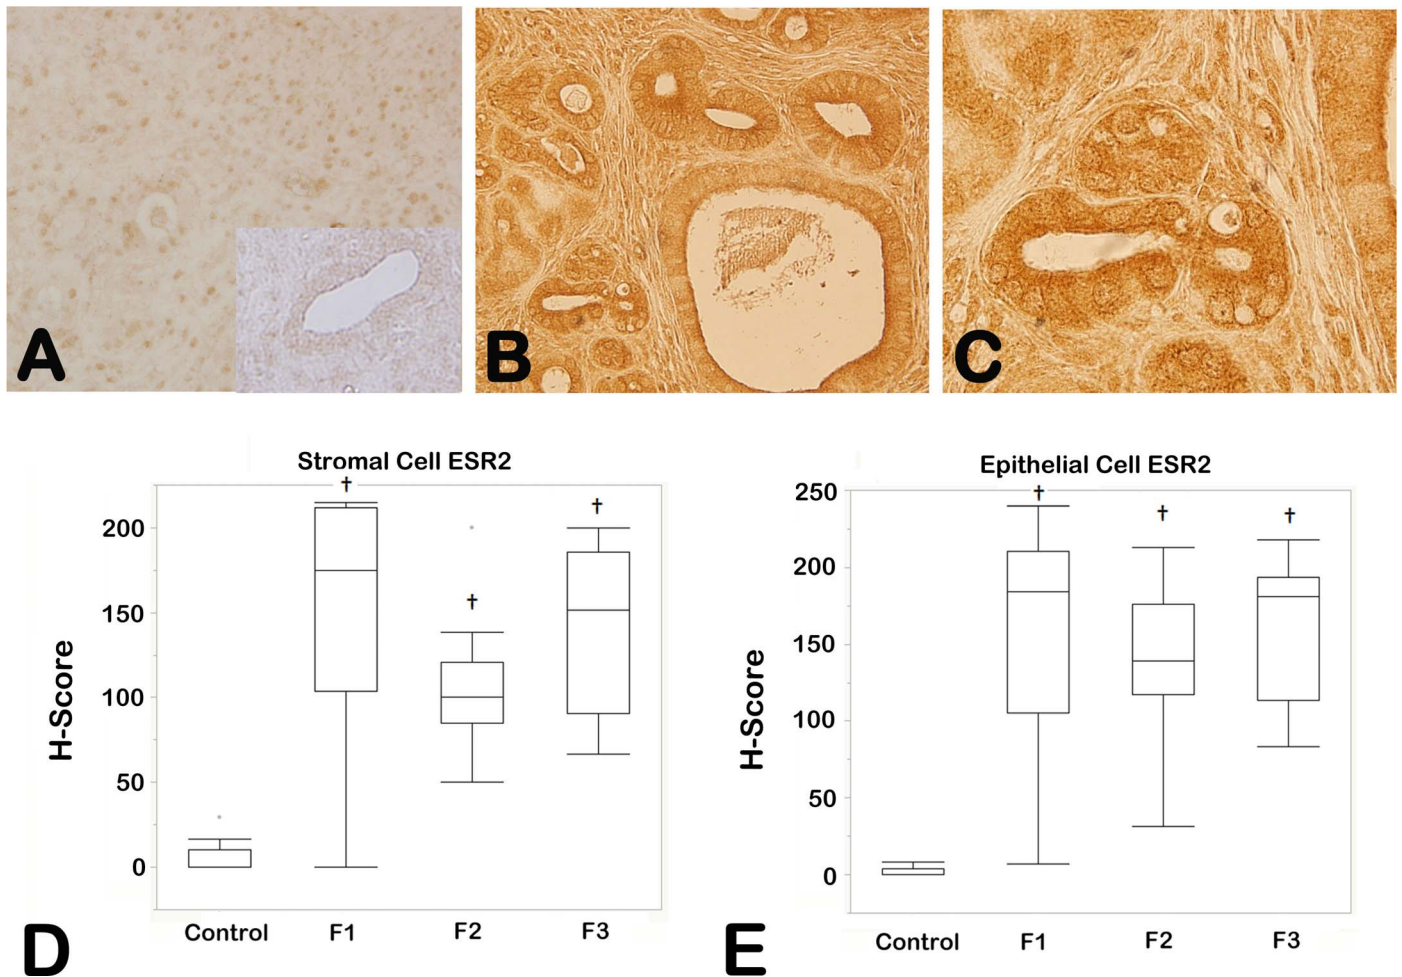 A
B
C
Stromal Cell ESR2
†
†
†
200
150
100
50
0
H-Score
Control F1 F2 F3
D
Epithelial Cell ESR2
†
†
†
250
200
150
100
50
0
H-Score
Control F1 F2 F3
E